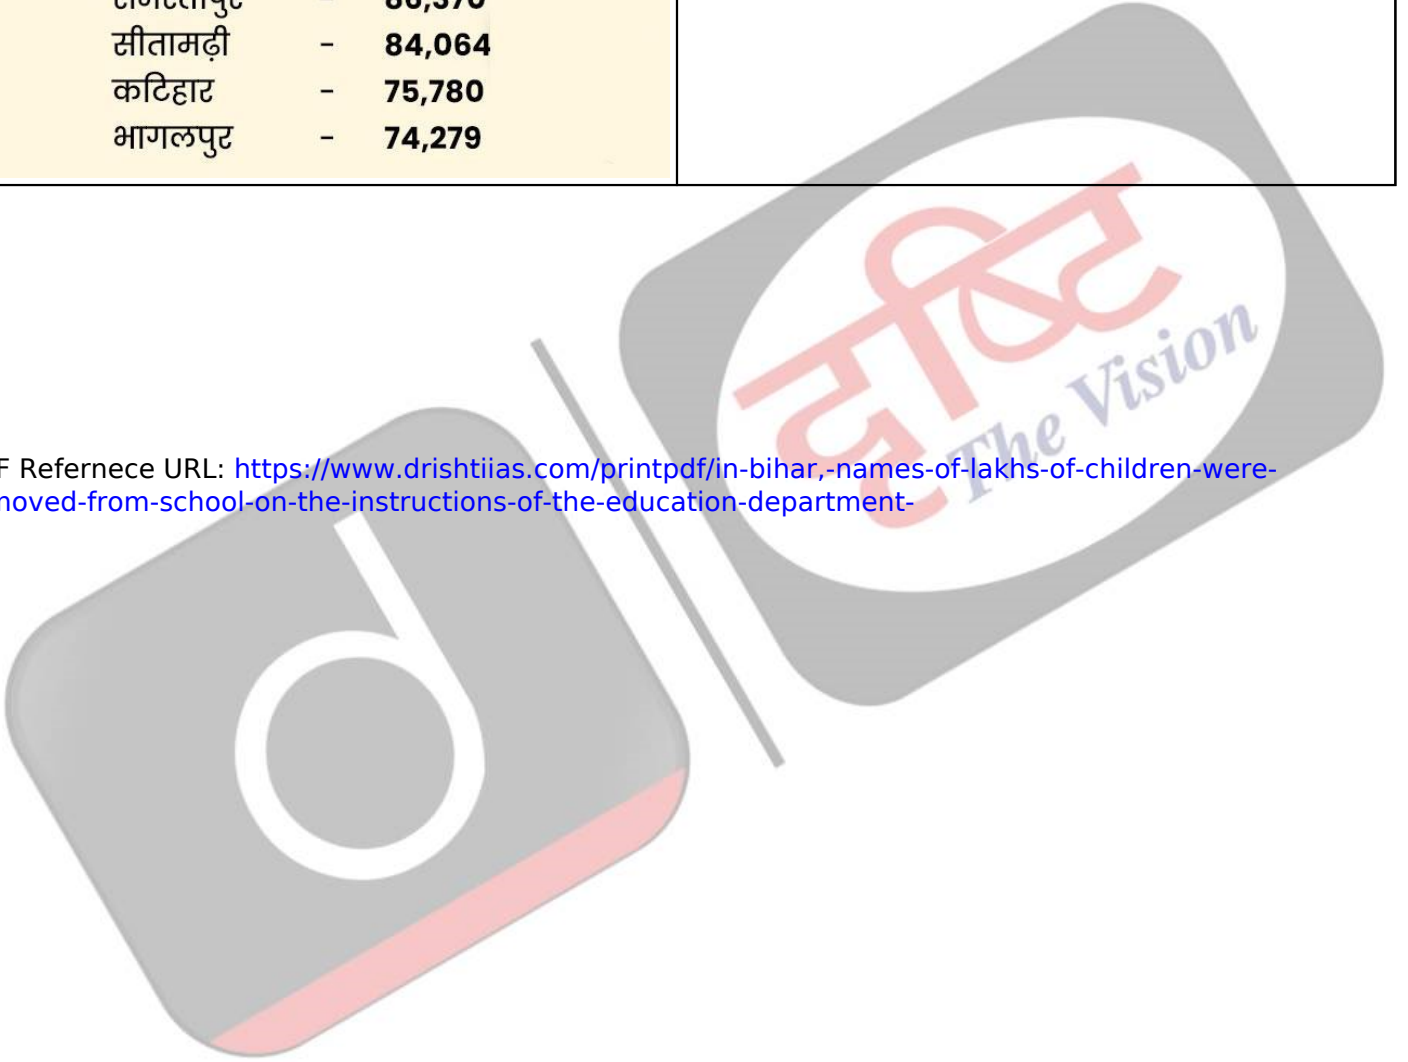 सीतामढ़ी - 84,064
कटिहार - 75,780
भागलपुर - 74,279
दृष्टि
The Vision
F Refernece URL: https://www.drishtiias.com/printpdf/in-bihar,-names-of-lakhs-of-children-were-
moved-from-school-on-the-instructions-of-the-education-department-
d